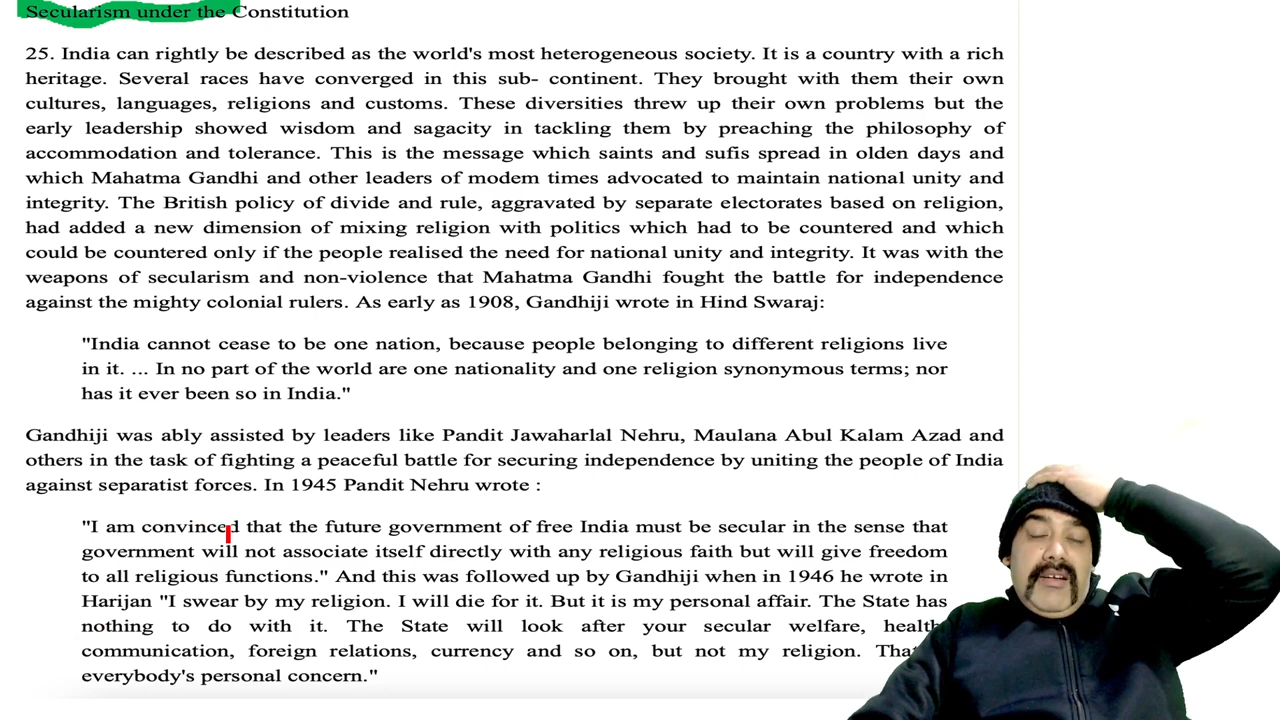 Secularism under the Constitution
25. India can rightly be described as the world's most heterogeneous society. It is a country with a rich
heritage. Several races have converged in this sub- continent. They brought with them their own
cultures, languages, religions and customs. These diversities threw up their own problems but the
early leadership showed wisdom and sagacity in tackling them by preaching the philosophy of
accommodation and tolerance. This is the message which saints and sufis spread in olden days and
which Mahatma Gandhi and other leaders of modem times advocated to maintain national unity and
integrity. The British policy of divide and rule, aggravated by separate electorates based on religion,
had added a new dimension of mixing religion with politics which had to be countered and which
could be countered only if the people realised the need for national unity and integrity. It was with the
weapons of secularism and non-violence that Mahatma Gandhi fought the battle for independence
against the mighty colonial rulers. As early as 1908, Gandhiji wrote in Hind Swaraj:
"India cannot cease to be one nation, because people belonging to different religions live
in it. ... In no part of the world are one nationality and one religion synonymous terms; nor
has it ever been so in India."
Gandhiji was ably assisted by leaders like Pandit Jawaharlal Nehru, Maulana Abul Kalam Azad and
others in the task of fighting a peaceful battle for securing independence by uniting the people of India
against separatist forces. In 1945 Pandit Nehru wrote :
"I am convinced that the future government of free India must be secular in the sense that
government will not associate itself directly with any religious faith but will give freedom
to all religious functions." And this was followed up by Gandhiji when in 1946 he wrote in
Harijan "I swear by my religion. I will die for it. But it is my personal affair. The State has
nothing to do with it. The State will look after your secular welfare, health
communication, foreign relations, currency and so on, but not my religion. That
everybody's personal concern."